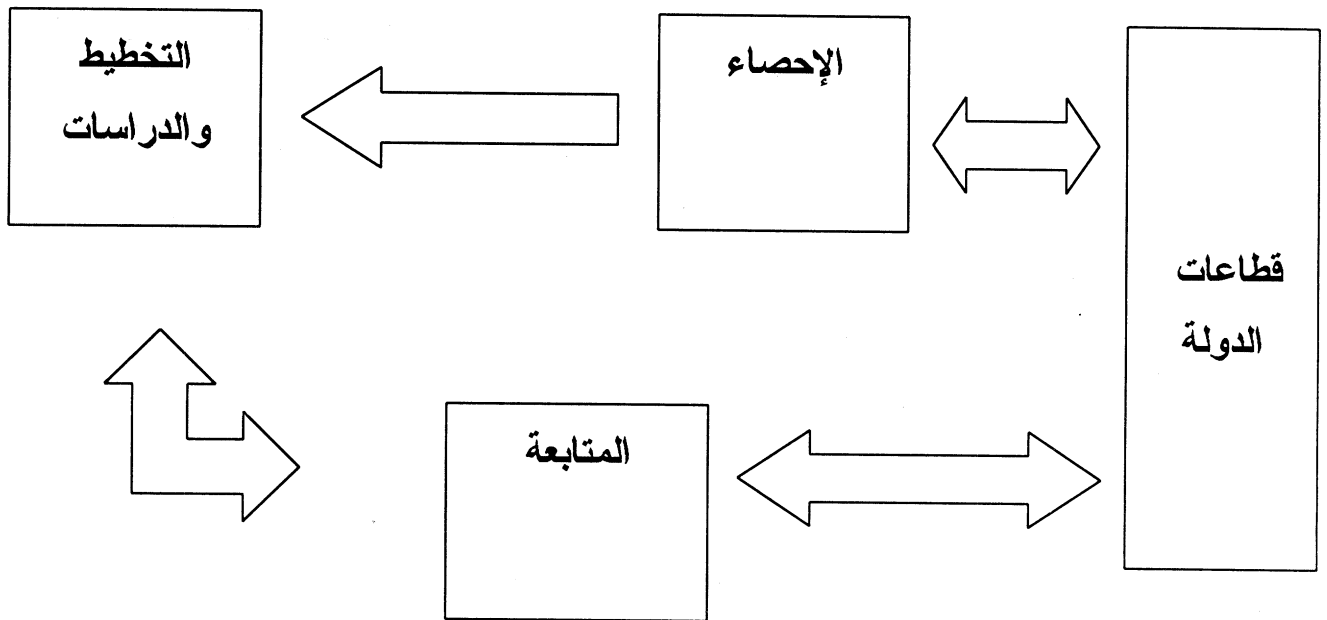 التخطيط
والدراسات
الإحصاء
قطاعات
الدولة
المتابعة